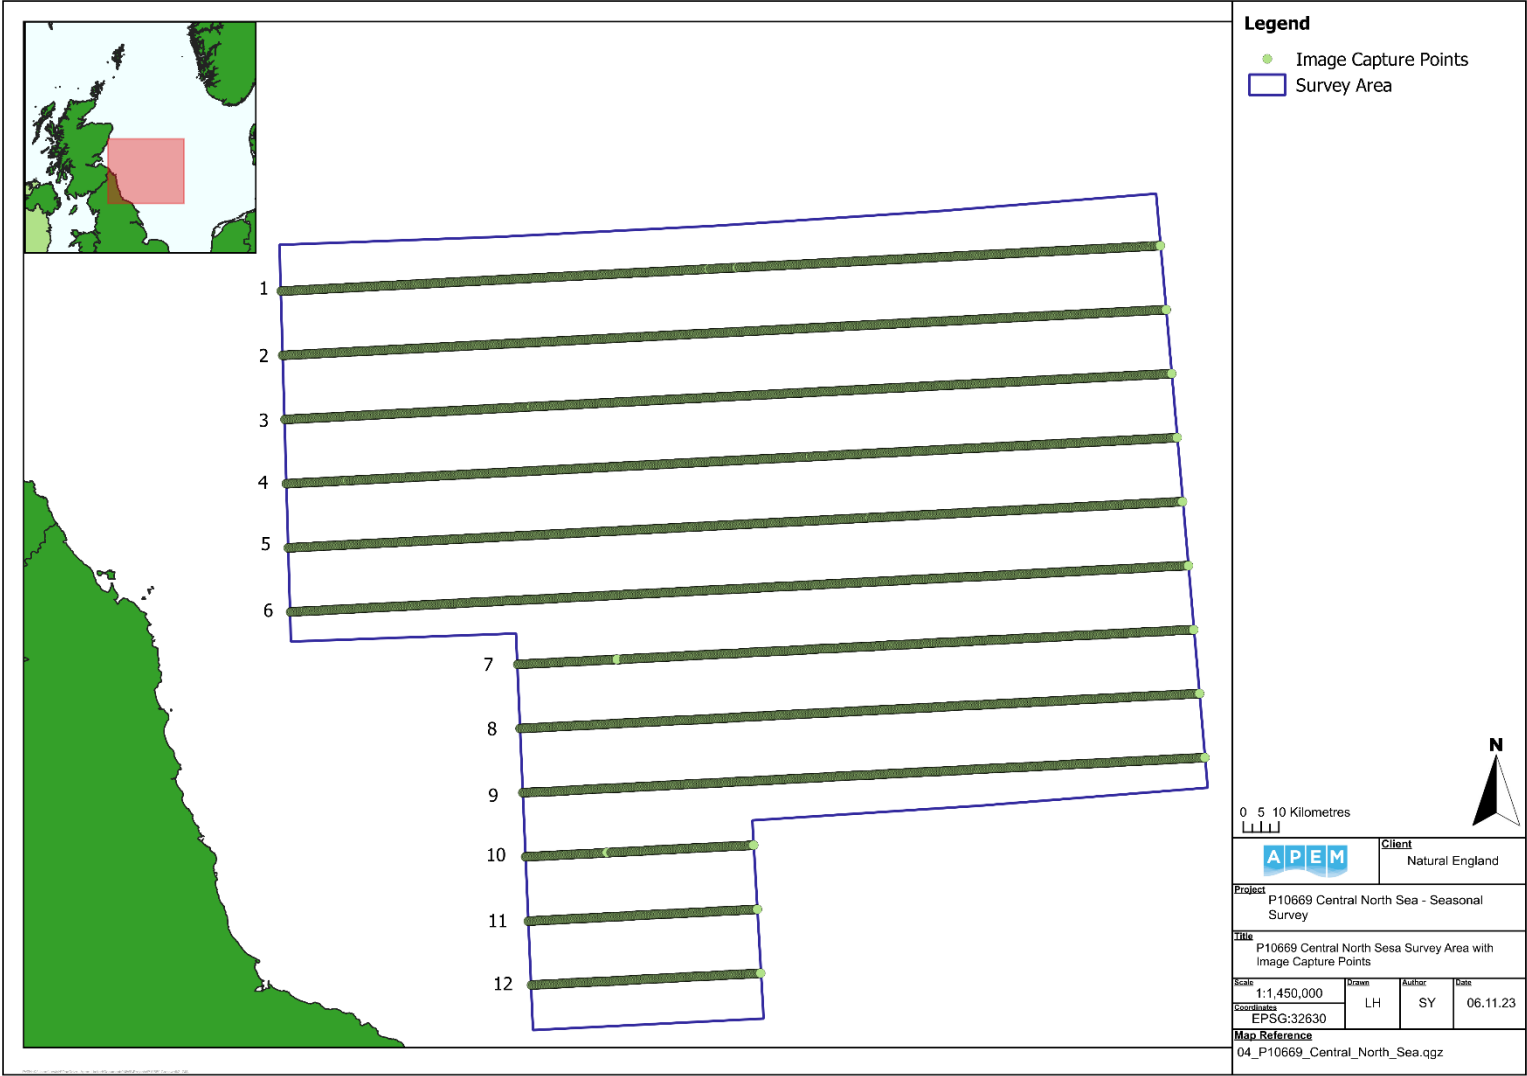 Legend
Image Capture Points
Survey Area
1
2
3
4
5
6
7
8
9
10
11
12
N
0 5 10 Kilometres
APEM
Client
Natural England
Project
P10669 Central North Sea - Seasonal
Survey
Title
P10669 Central North Sesa Survey Area with
Image Capture Points
Scale
1:1,450,000
Coordinates
EPSG:32630
Drawn
LH
Author
SY
Date
06.11.23
Map Reference
04_P10669_Central_North_Sea.qgz